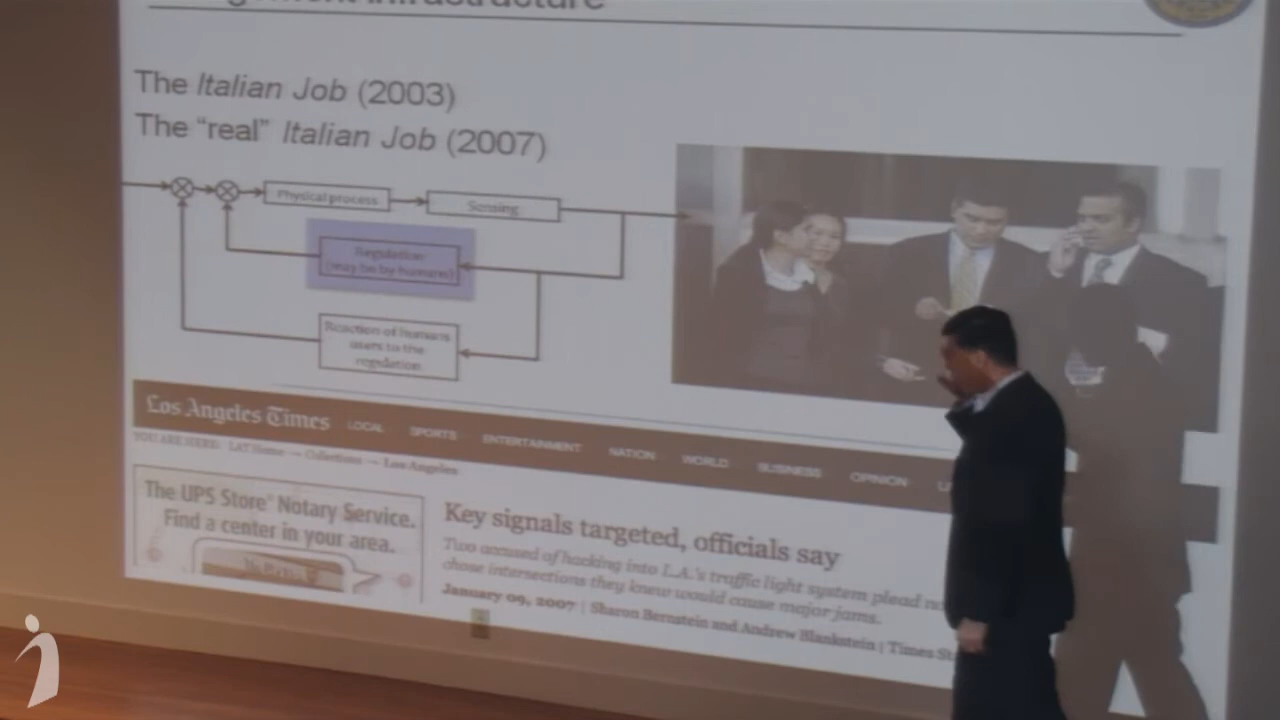 infrastructure
The Italian Job (2003)
The "real" Italian Job (2007)
Physical process
Sensing
Regulation
(may be by humans)
Reaction of humans
users to the
regulation
Los Angeles Times LOCAL SPORTS ENTERTAINMENT NATION WORLD BUSINESS OPINION
YOU ARE HERE: LAT Home → Collections → Los Angeles
The UPS Store® Notary Service.
Find a center in your area.
Key signals targeted, officials say
Two accused of hacking into L.A.'s traffic light system plead
chose intersections they knew would cause major jams.
January 09, 2007 | Sharon Bernstein and Andrew Blankstein | Times